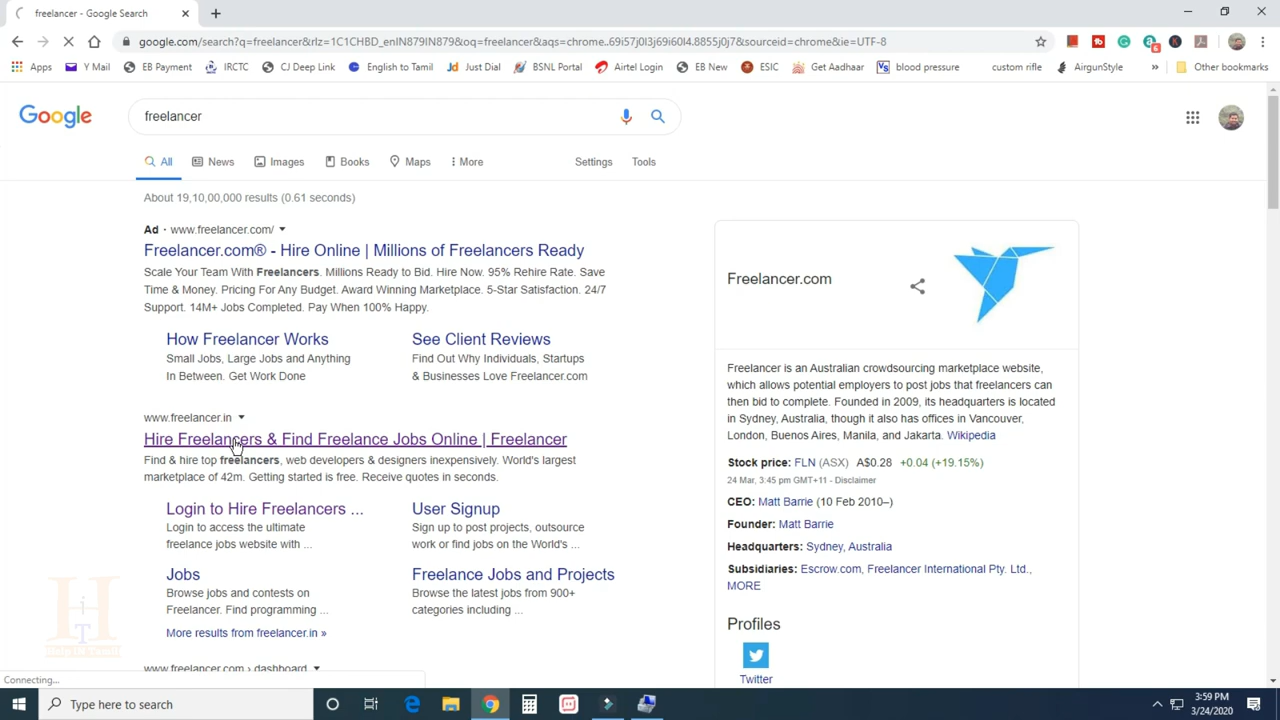 freelancer - Google Search
google.com/search?q=freelancer&rlz=1C1CHBD_enIN879IN879&oq=freelancer&aqs=chrome..69i57j0l3j69i60l4.8855j0j7&sourceid=chrome&ie=UTF-8
Apps Y Mail EB Payment IRCTC CJ Deep Link English to Tamil Just Dial BSNL Portal Airtel Login EB New ESIC Get Aadhaar blood pressure custom rifle AirgunStyle » Other bookmarks
Google
freelancer
All News Images Books Maps More Settings Tools
About 19,10,00,000 results (0.61 seconds)
Ad · www.freelancer.com/
Freelancer.com® - Hire Online | Millions of Freelancers Ready
Scale Your Team With Freelancers. Millions Ready to Bid. Hire Now. 95% Rehire Rate. Save
Time & Money. Pricing For Any Budget. Award Winning Marketplace. 5-Star Satisfaction. 24/7
Support. 14M+ Jobs Completed. Pay When 100% Happy.
How Freelancer Works
Small Jobs, Large Jobs and Anything
In Between. Get Work Done
See Client Reviews
Find Out Why Individuals, Startups
& Businesses Love Freelancer.com
www.freelancer.in
Hire Freelancers & Find Freelance Jobs Online | Freelancer
Find & hire top freelancers, web developers & designers inexpensively. World's largest
marketplace of 42m. Getting started is free. Receive quotes in seconds.
Login to Hire Freelancers ...
Login to access the ultimate
freelance jobs website with ...
User Signup
Sign up to post projects, outsource
work or find jobs on the World's ...
Jobs
Browse jobs and contests on
Freelancer. Find programming ...
Freelance Jobs and Projects
Browse the latest jobs from 900+
categories including ...
More results from freelancer.in »
www.freelancer.com › dashboard
Freelancer.com
Freelancer is an Australian crowdsourcing marketplace website,
which allows potential employers to post jobs that freelancers can
then bid to complete. Founded in 2009, its headquarters is located
in Sydney, Australia, though it also has offices in Vancouver,
London, Buenos Aires, Manila, and Jakarta. Wikipedia
Stock price: FLN (ASX) A$0.28 +0.04 (+19.15%)
24 Mar, 3:45 pm GMT+11 - Disclaimer
CEO: Matt Barrie (10 Feb 2010–)
Founder: Matt Barrie
Headquarters: Sydney, Australia
Subsidiaries: Escrow.com, Freelancer International Pty. Ltd.,
MORE
Profiles
Twitter
Connecting...
Type here to search
3:59 PM
3/24/2020